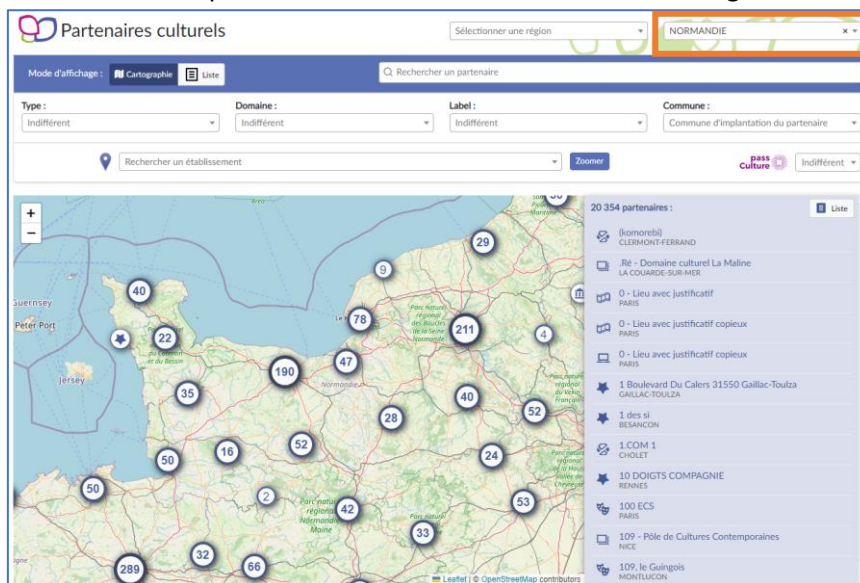 Partenaires culturels
Sélectionner une région
NORMANDIE
Mode d'affichage :
Cartographie
Liste
Rechercher un partenaire
Type :
Domaine :
Label :
Commune :
Indifférent
Indifférent
Indifférent
Commune d'implantation du partenaire
Rechercher un établissement
Zoomer
pass
Culture
Indifférent
+
−
29
9
40
Guernsey
Peter Port
78
211
22
4
47
190
Jersey
Normandie
35
40
52
28
52
16
50
24
50
2
42
53
33
32
66
289
Leaflet | © OpenStreetMap contributors
20 354 partenaires :
Liste
(komorebi)
CLERMONT-FERRAND
.Ré - Domaine culturel La Maline
LA COUARDE-SUR-MER
0 - Lieu avec justificatif
PARIS
0 - Lieu avec justificatif copieux
PARIS
0 - Lieu avec justificatif copieux
PARIS
1 Boulevard Du Calers 31550 Gaillac-Toulza
GAILLAC-TOULZA
1 des si
BESANCON
1.COM 1
CHOLET
10 DOIGTS COMPAGNIE
RENNES
100 ECS
PARIS
109 - Pôle de Cultures Contemporaines
NICE
109, le Guingois
MONTLUCON